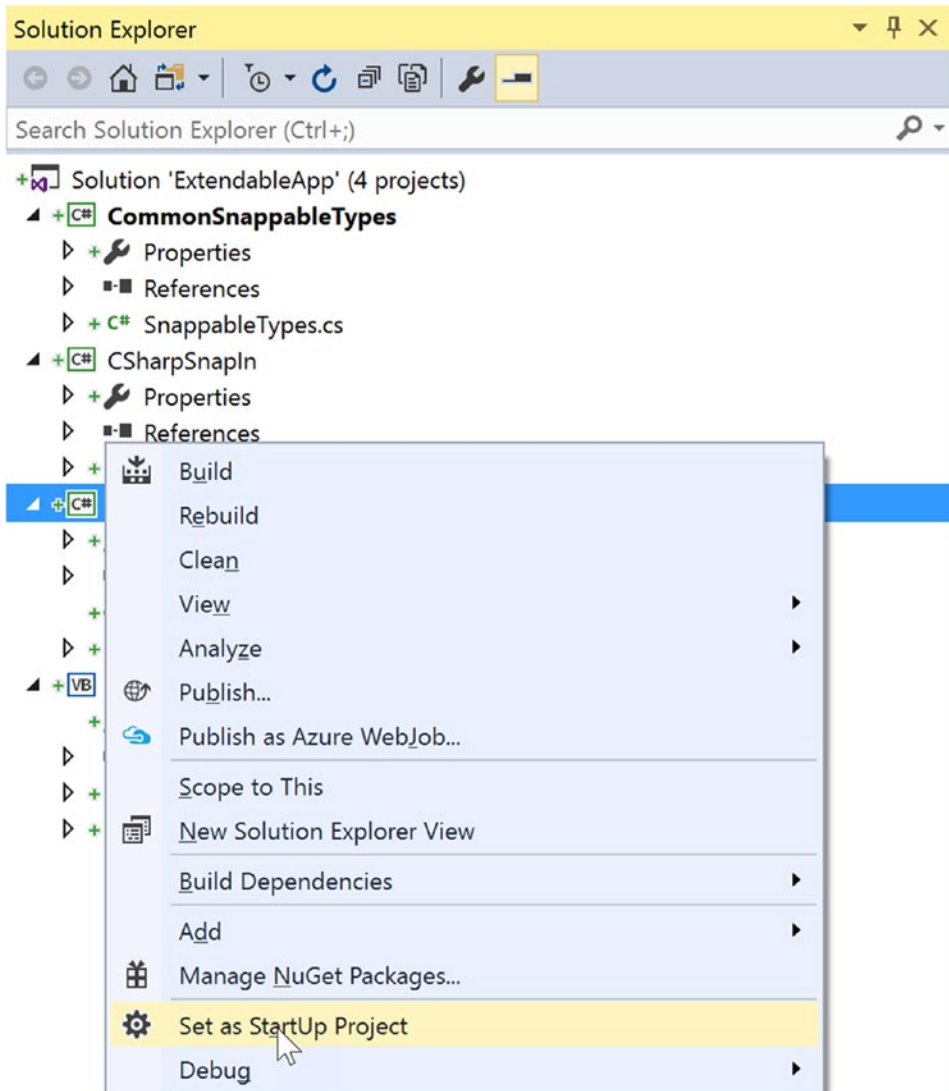 Solution Explorer
Search Solution Explorer (Ctrl+;)
Solution 'ExtendableApp' (4 projects)
C# CommonSnappableTypes
Properties
References
C# SnappableTypes.cs
C# CSharpSnapIn
Properties
References
Build
C#
Rebuild
Clean
View
Analyze
VB
Publish...
Publish as Azure WebJob...
Scope to This
New Solution Explorer View
Build Dependencies
Add
Manage NuGet Packages...
Set as StartUp Project
Debug